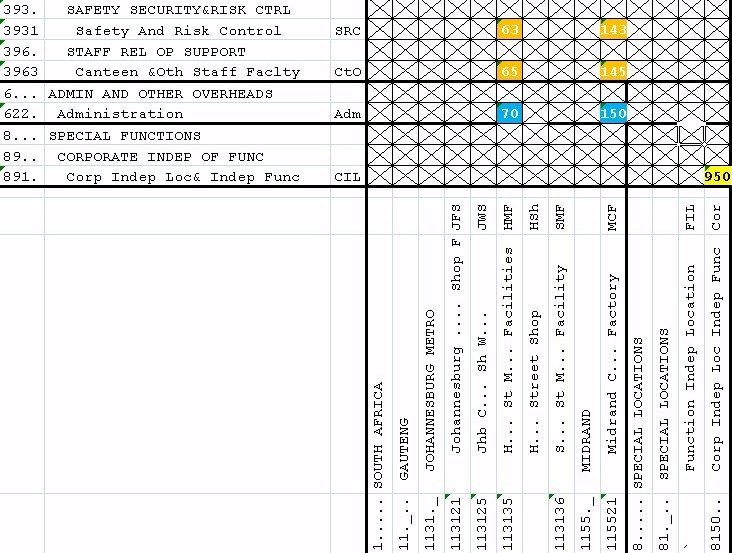 393. SAFETY SECURITY&RISK CTRL
3931 Safety And Risk Control SRC 63 143
396. STAFF REL OP SUPPORT
3963 Canteen &Oth Staff Faclty CtO 65 145
6... ADMIN AND OTHER OVERHEADS
622. Administration Adm 70 150
8... SPECIAL FUNCTIONS
89.. CORPORATE INDEP OF FUNC
891. Corp Indep Loc& Indep Func CIL 950
1..... SOUTH AFRICA
11._.. GAUTENG
1131._ JOHANNESBURG METRO
113121 Johannesburg .... Shop F JFS
113125 Jhb C... Sh W... JWS
113135 H... St M... Facilities HMF
H... Street Shop HSh
113136 S... St M... Facility SMF
1155._ MIDRAND
115521 Midrand C... Factory MCF
8..... SPECIAL LOCATIONS
81._.. SPECIAL LOCATIONS
Function Indep Location FIL
8150.. Corp Indep Loc Indep Func Cor